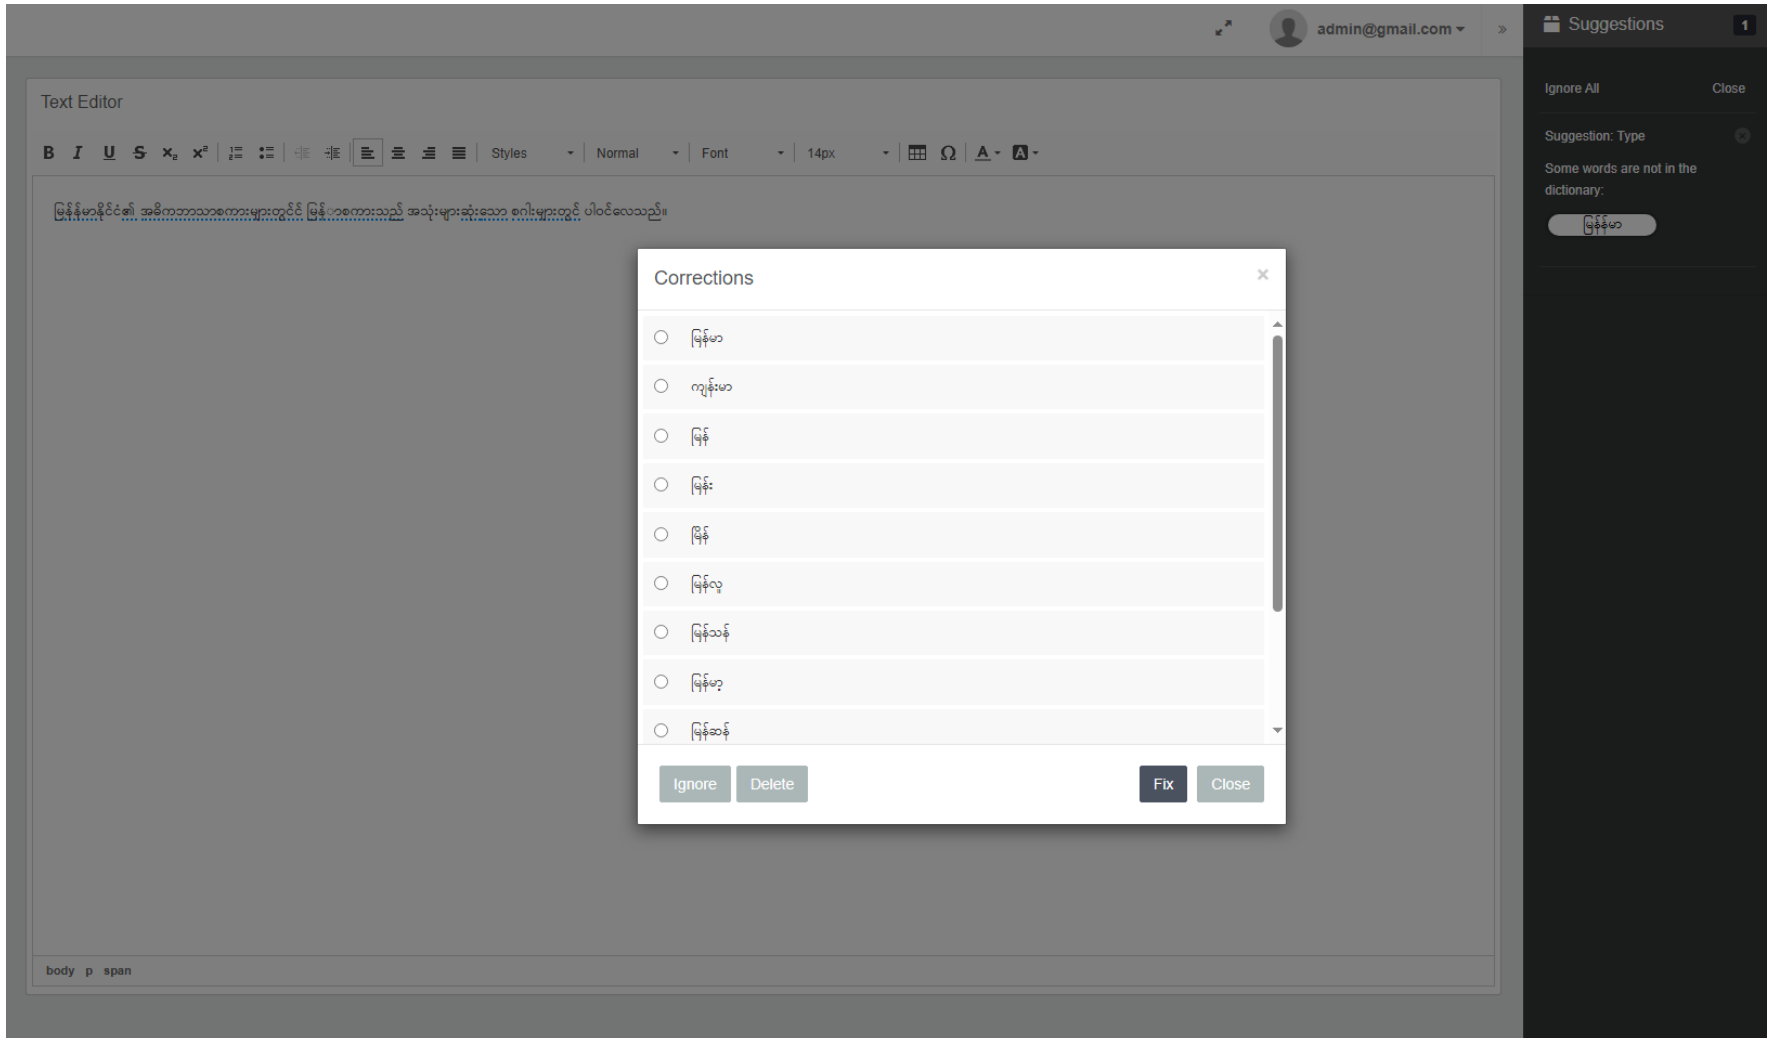 admin@gmail.com
Suggestions 1
Text Editor
Ignore All Close
B I U S x₂ x² Styles Normal Font 14px Ω A A
Suggestion: Type
Some words are not in the
dictionary:
မြန်န်မာ
မြန်န်မာနိုင်ငံ၏ အဓိကဘာသာစကားများတွင်င် မြန်ာစကားသည် အသုံးများဆုံးသော စဂါးများတွင် ပါဝင်လေသည်။
Corrections
မြန်မာ
ကျန်းမာ
မြန်
မြန်း
မြိန်
မြန်လူ
မြန်သန်
မြန်မာ့
မြန်ဆန်
Ignore Delete Fix Close
body p span